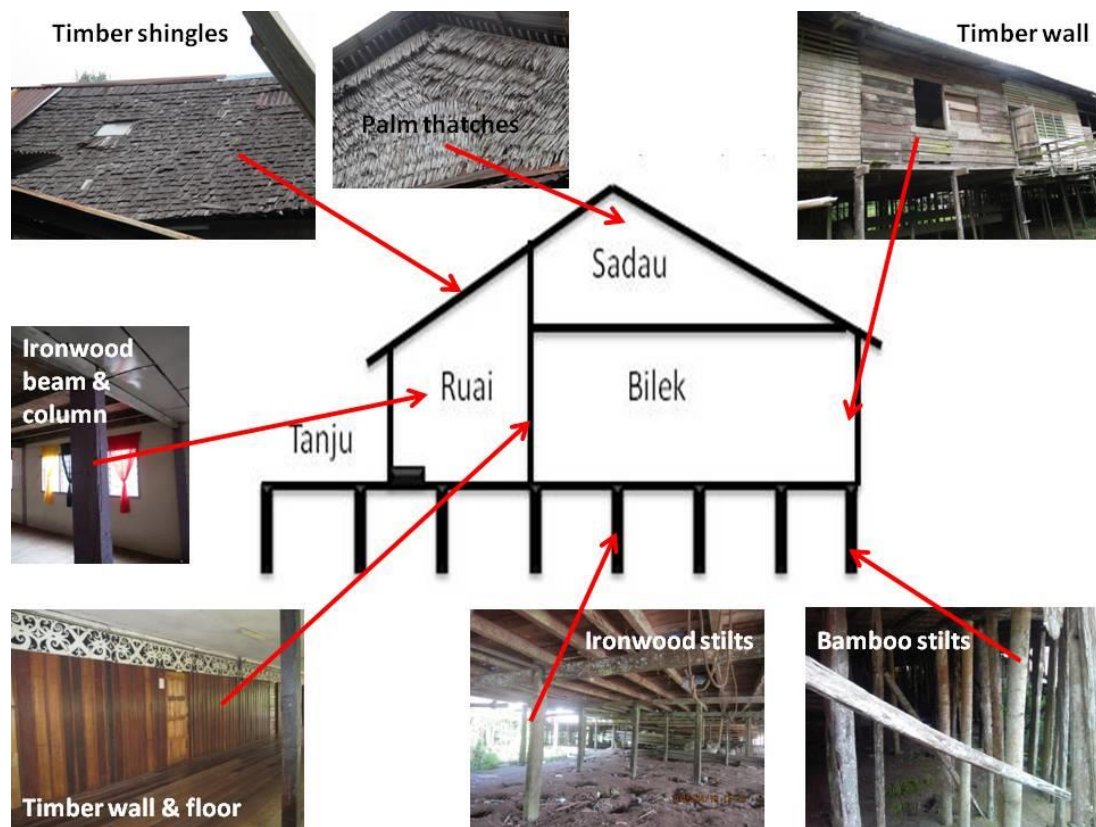 Timber shingles
Palm thatches
Timber wall
Sadau
Ironwood
beam &
column
Ruai
Bilek
Tanju
Ironwood stilts
Bamboo stilts
Timber wall & floor